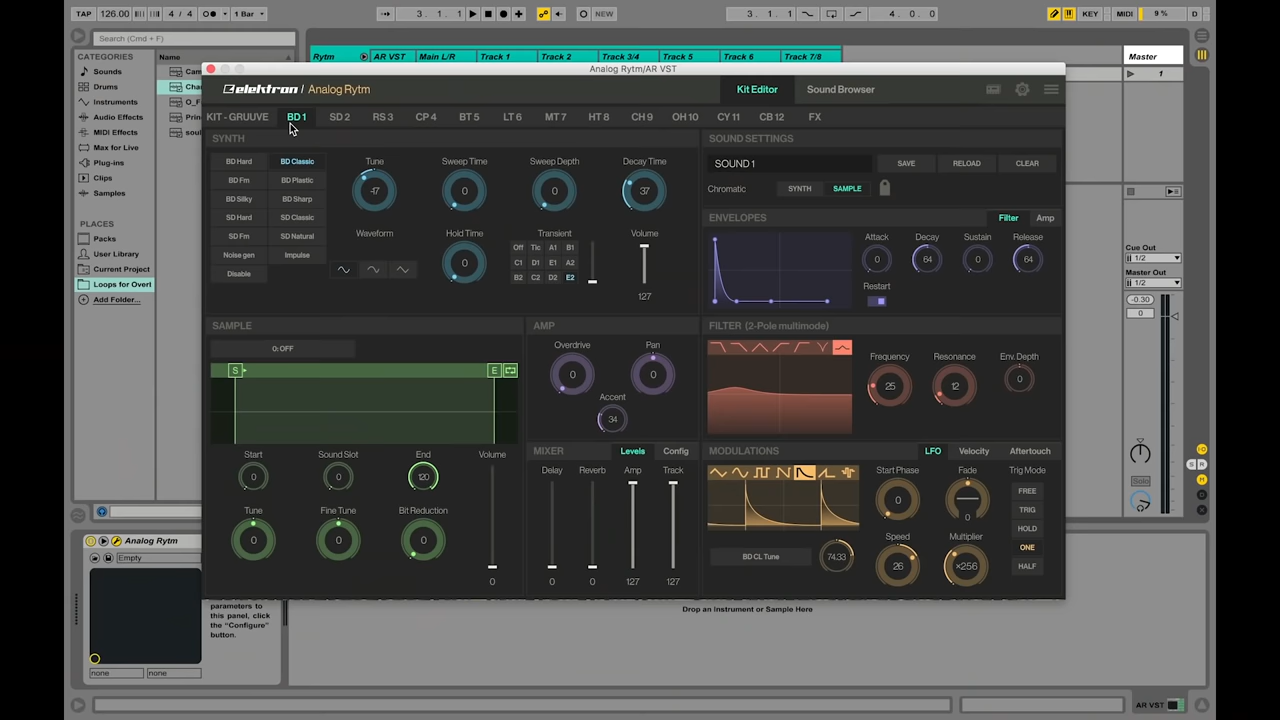 TAP 126.00 4 / 4 1 Bar 3. 1. 1 NEW 3. 1. 1 4. 0. 0 KEY MIDI 9 % D
Search (Cmd + F)
CATEGORIES
Sounds
Drums
Instruments
Audio Effects
MIDI Effects
Max for Live
Plug-ins
Clips
Samples
PLACES
Packs
User Library
Current Project
Loops for Overl
Add Folder...
Name
Rytm AR VST Main L/R Track 1 Track 2 Track 3/4 Track 5 Track 6 Track 7/8 Master
1
Analog Rytm/AR VST
elektron / Analog Rytm Kit Editor Sound Browser
KIT - GRUUVE BD 1 SD 2 RS 3 CP 4 BT 5 LT 6 MT 7 HT 8 CH 9 OH 10 CY 11 CB 12 FX
SYNTH
BD Hard BD Classic
BD Fm BD Plastic
BD Silky BD Sharp
SD Hard SD Classic
SD Fm SD Natural
Noise gen Impulse
Disable
Tune Sweep Time Sweep Depth Decay Time
-17 0 0 37
Waveform Hold Time Transient Volume
0
Off Tic A1 B1
C1 D1 E1 A2
B2 C2 D2 E2
127
SOUND SETTINGS
SOUND 1 SAVE RELOAD CLEAR
Chromatic SYNTH SAMPLE
ENVELOPES Filter Amp
Attack Decay Sustain Release
0 64 0 64
Restart
SAMPLE
0: OFF
S E
Start Sound Slot End Volume
0 0 120
Tune Fine Tune Bit Reduction
0 0 0
0
AMP
Overdrive Pan
0 0
Accent
34
MIXER Levels Config
Delay Reverb Amp Track
0 0 127 127
FILTER (2-Pole multimode)
Frequency Resonance Env. Depth
25 12 0
MODULATIONS LFO Velocity Aftertouch
Start Phase Fade Trig Mode
0 0
FREE
TRIG
HOLD
ONE
HALF
Speed Multiplier
BD CL Tune 74.33 26 ×256
Cue Out
1/2
Master Out
1/2
-0.30
0
Solo
S
Analog Rytm
Empty
none none
parameters to
this panel, click
the "Configure"
button.
Drop an Instrument or Sample Here
AR VST